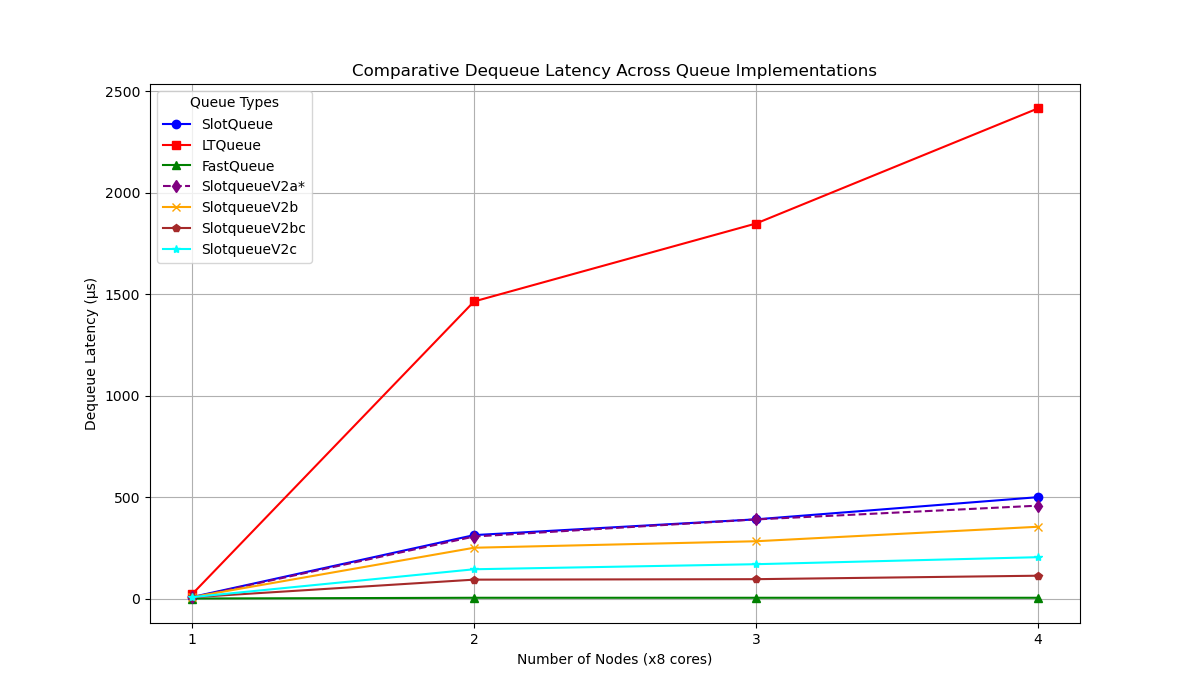 Comparative Dequeue Latency Across Queue Implementations
Queue Types
SlotQueue
LTQueue
FastQueue
SlotqueueV2a*
SlotqueueV2b
SlotqueueV2bc
SlotqueueV2c
Dequeue Latency (μs)
2500
2000
1500
1000
500
0
1 2 3 4
Number of Nodes (x8 cores)